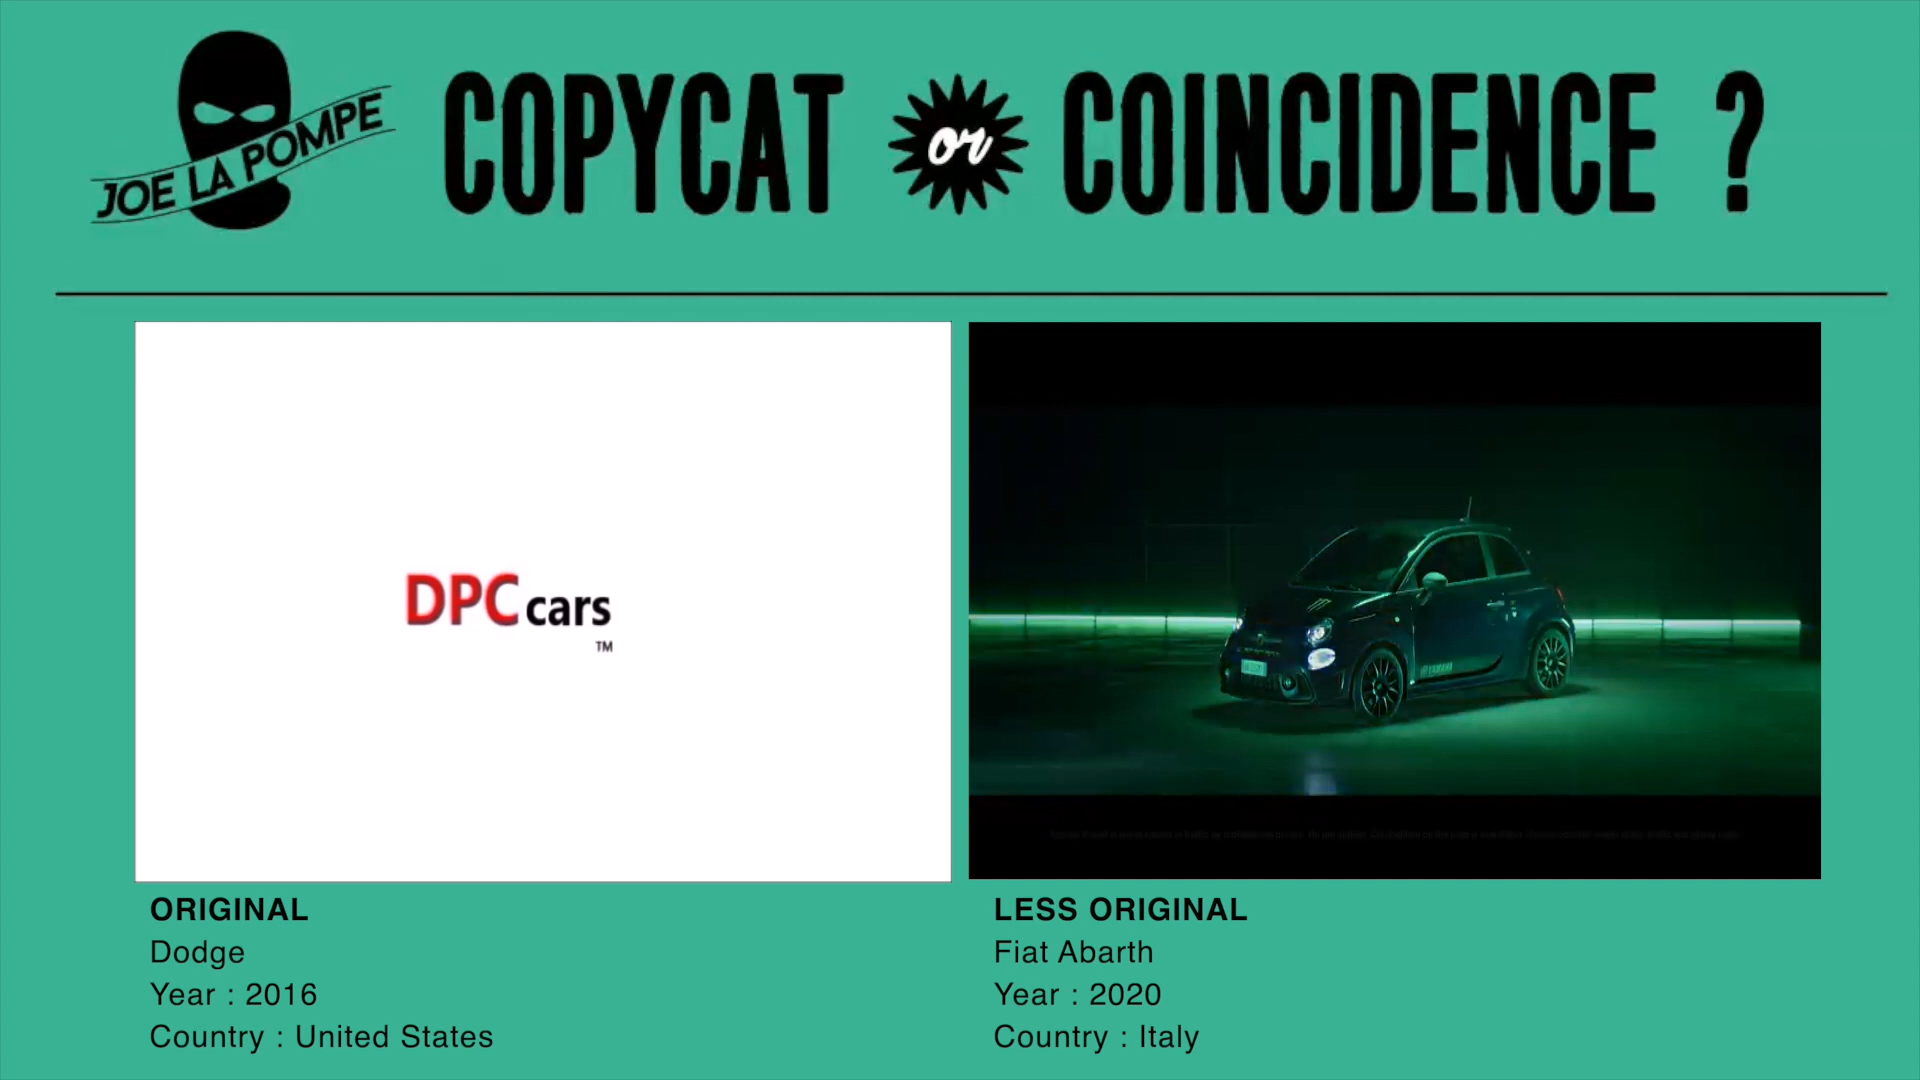 JOE LA POMPE
COPYCAT or COINCIDENCE ?
DPC cars
TM
ORIGINAL
Dodge
Year : 2016
Country : United States
LESS ORIGINAL
Fiat Abarth
Year : 2020
Country : Italy